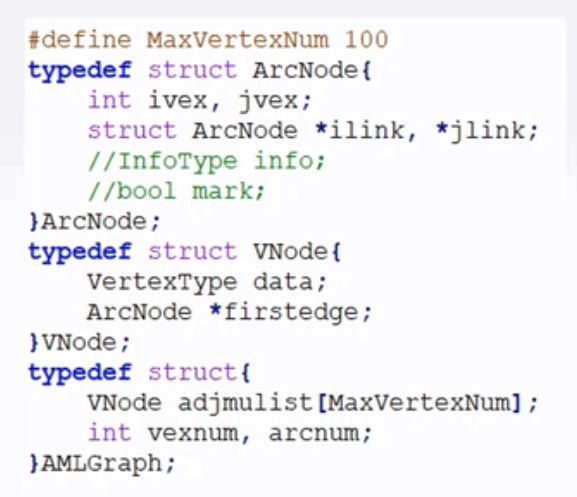 #define MaxVertexNum 100
typedef struct ArcNode{
    int ivex, jvex;
    struct ArcNode *ilink, *jlink;
    //InfoType info;
    //bool mark;
}ArcNode;
typedef struct VNode{
    VertexType data;
    ArcNode *firstedge;
}VNode;
typedef struct{
    VNode adjmulist[MaxVertexNum];
    int vexnum, arcnum;
}AMLGraph;